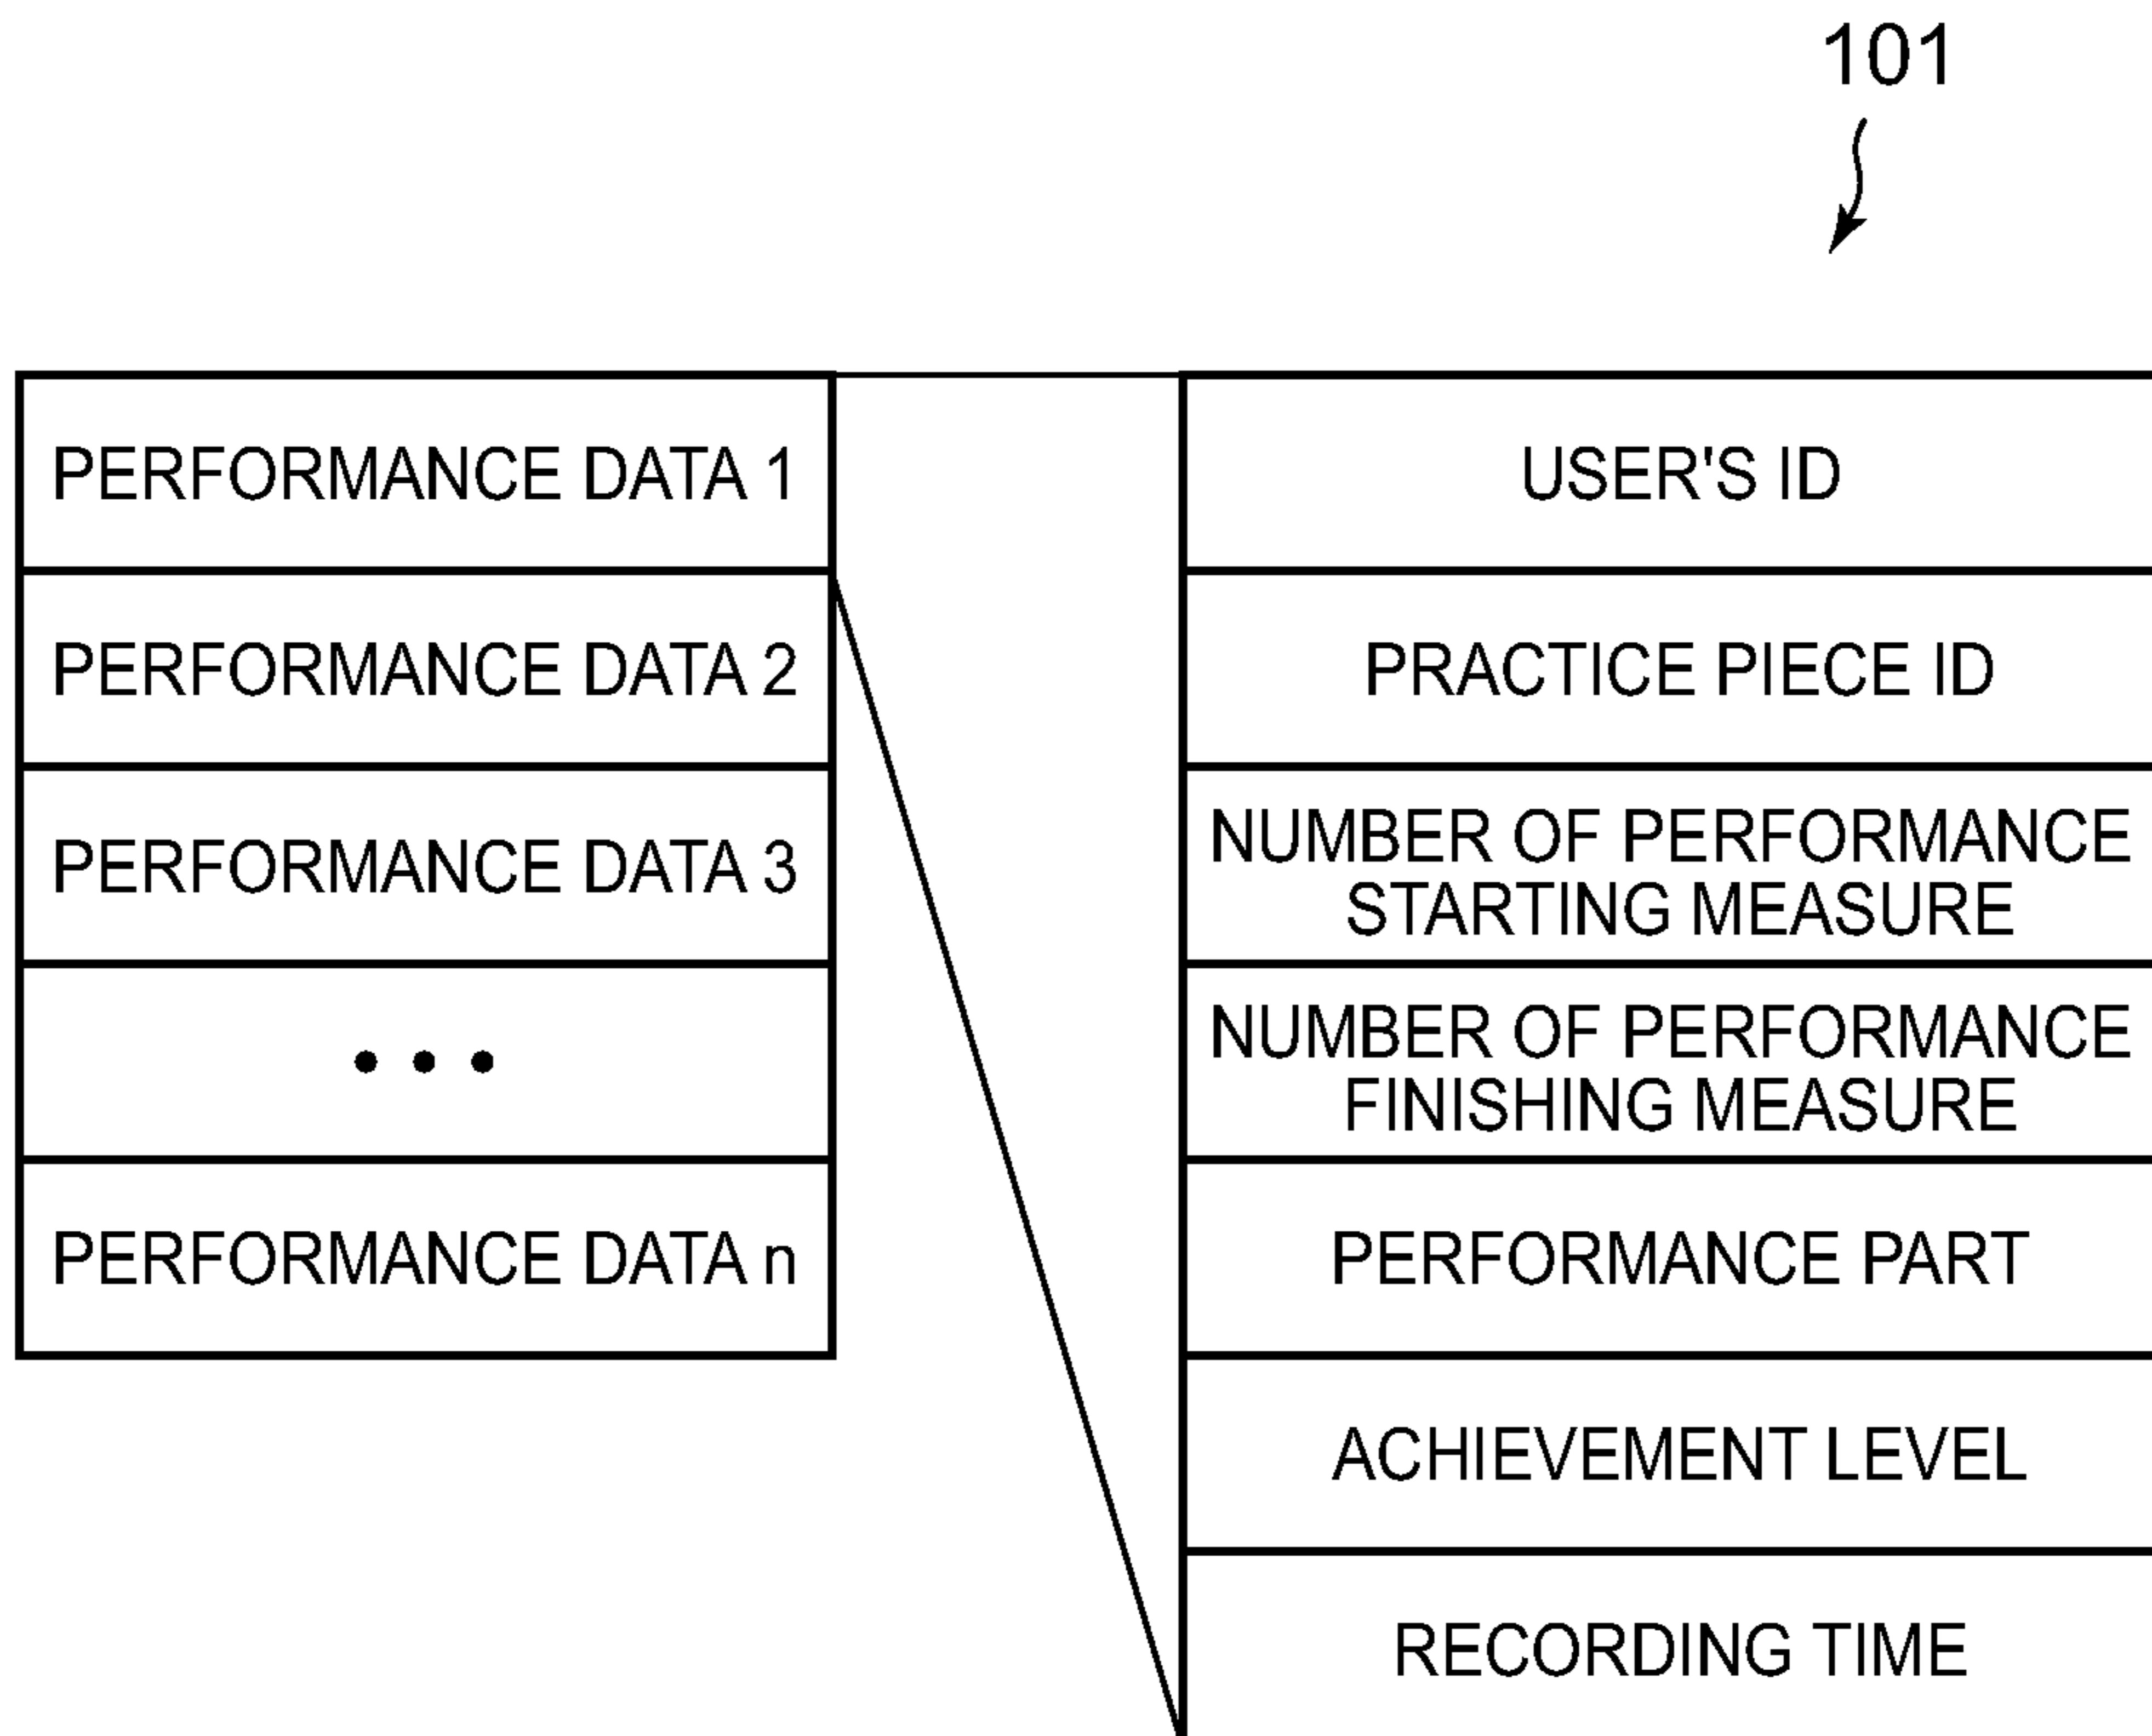 101
PERFORMANCE DATA 1
PERFORMANCE DATA 2
PERFORMANCE DATA 3
• • •
PERFORMANCE DATA n
USER'S ID
PRACTICE PIECE ID
NUMBER OF PERFORMANCE
STARTING MEASURE
NUMBER OF PERFORMANCE
FINISHING MEASURE
PERFORMANCE PART
ACHIEVEMENT LEVEL
RECORDING TIME